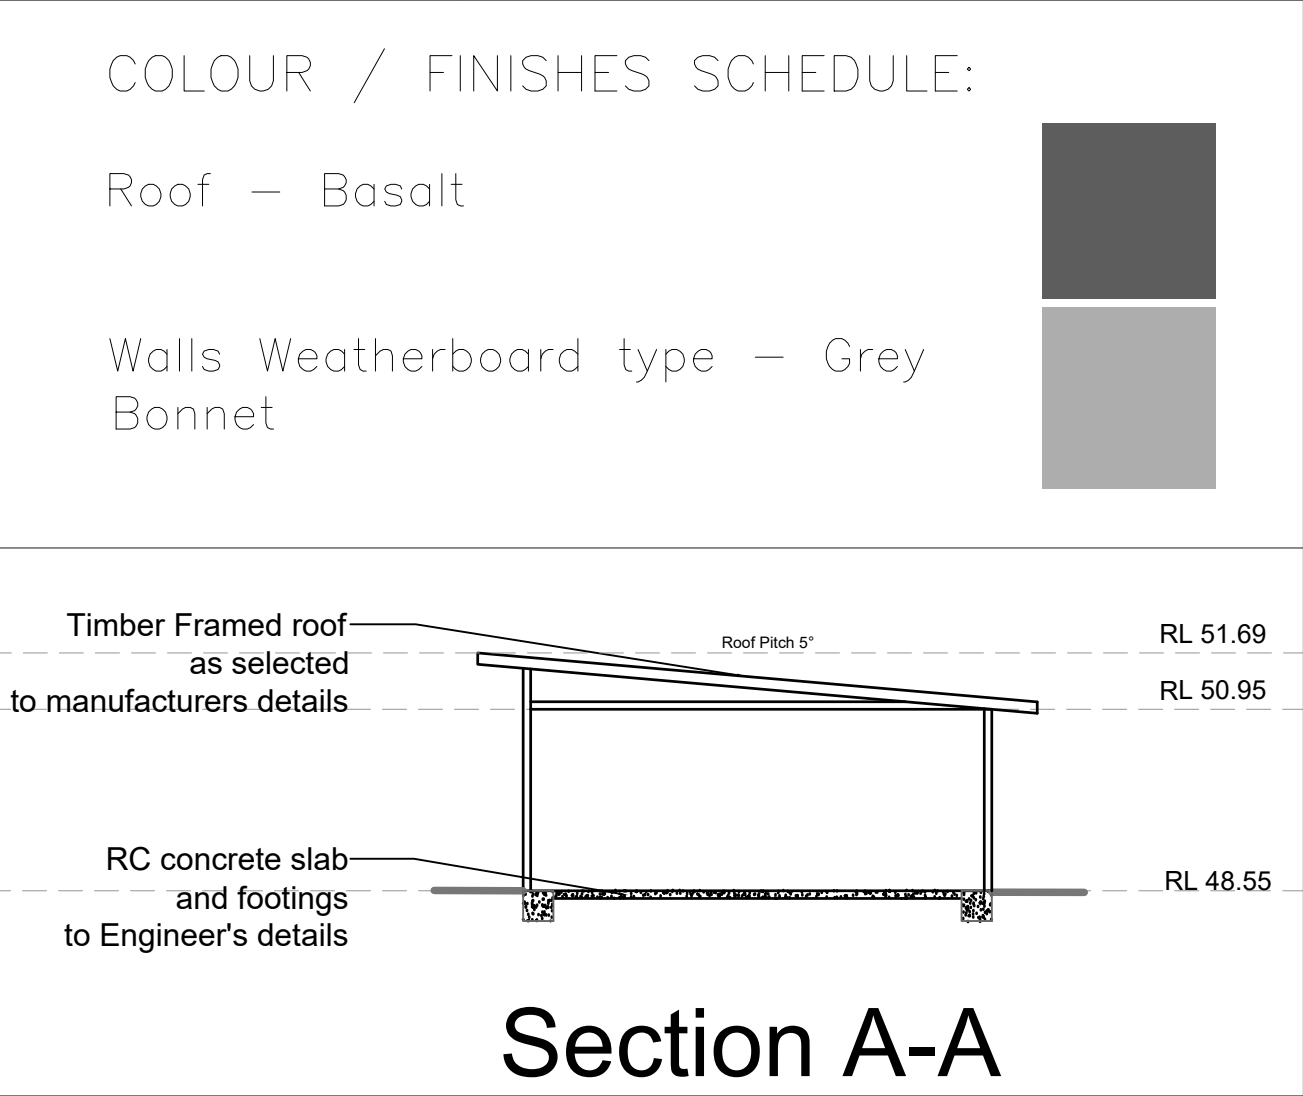 COLOUR / FINISHES SCHEDULE:
Roof – Basalt
Walls Weatherboard type – Grey
Bonnet
Timber Framed roof
as selected
to manufacturers details
Roof Pitch 5°
RL 51.69
RL 50.95
RC concrete slab
and footings
to Engineer's details
RL 48.55
Section A-A